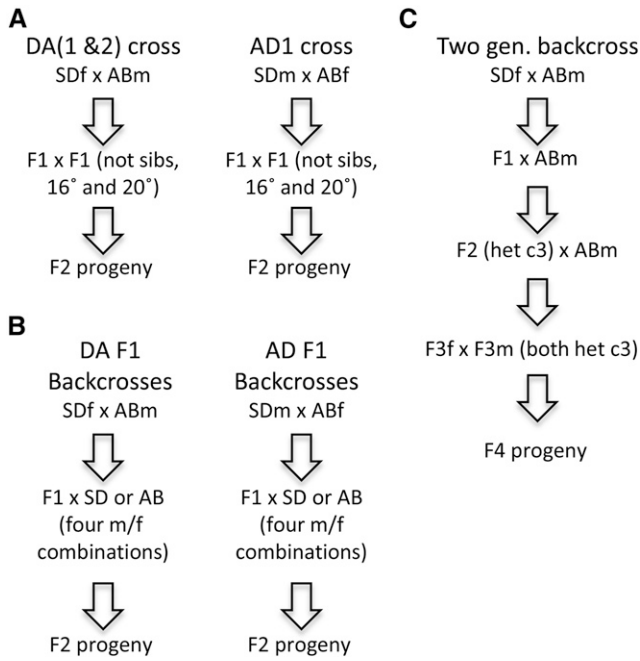 A
DA(1 &2) cross
SDf x ABm
F1 x F1 (not sibs,
16˚ and 20˚)
F2 progeny
AD1 cross
SDm x ABf
F1 x F1 (not sibs,
16˚ and 20˚)
F2 progeny
B
DA F1
Backcrosses
SDf x ABm
F1 x SD or AB
(four m/f
combinations)
F2 progeny
AD F1
Backcrosses
SDm x ABf
F1 x SD or AB
(four m/f
combinations)
F2 progeny
C
Two gen. backcross
SDf x ABm
F1 x ABm
F2 (het c3) x ABm
F3f x F3m (both het c3)
F4 progeny